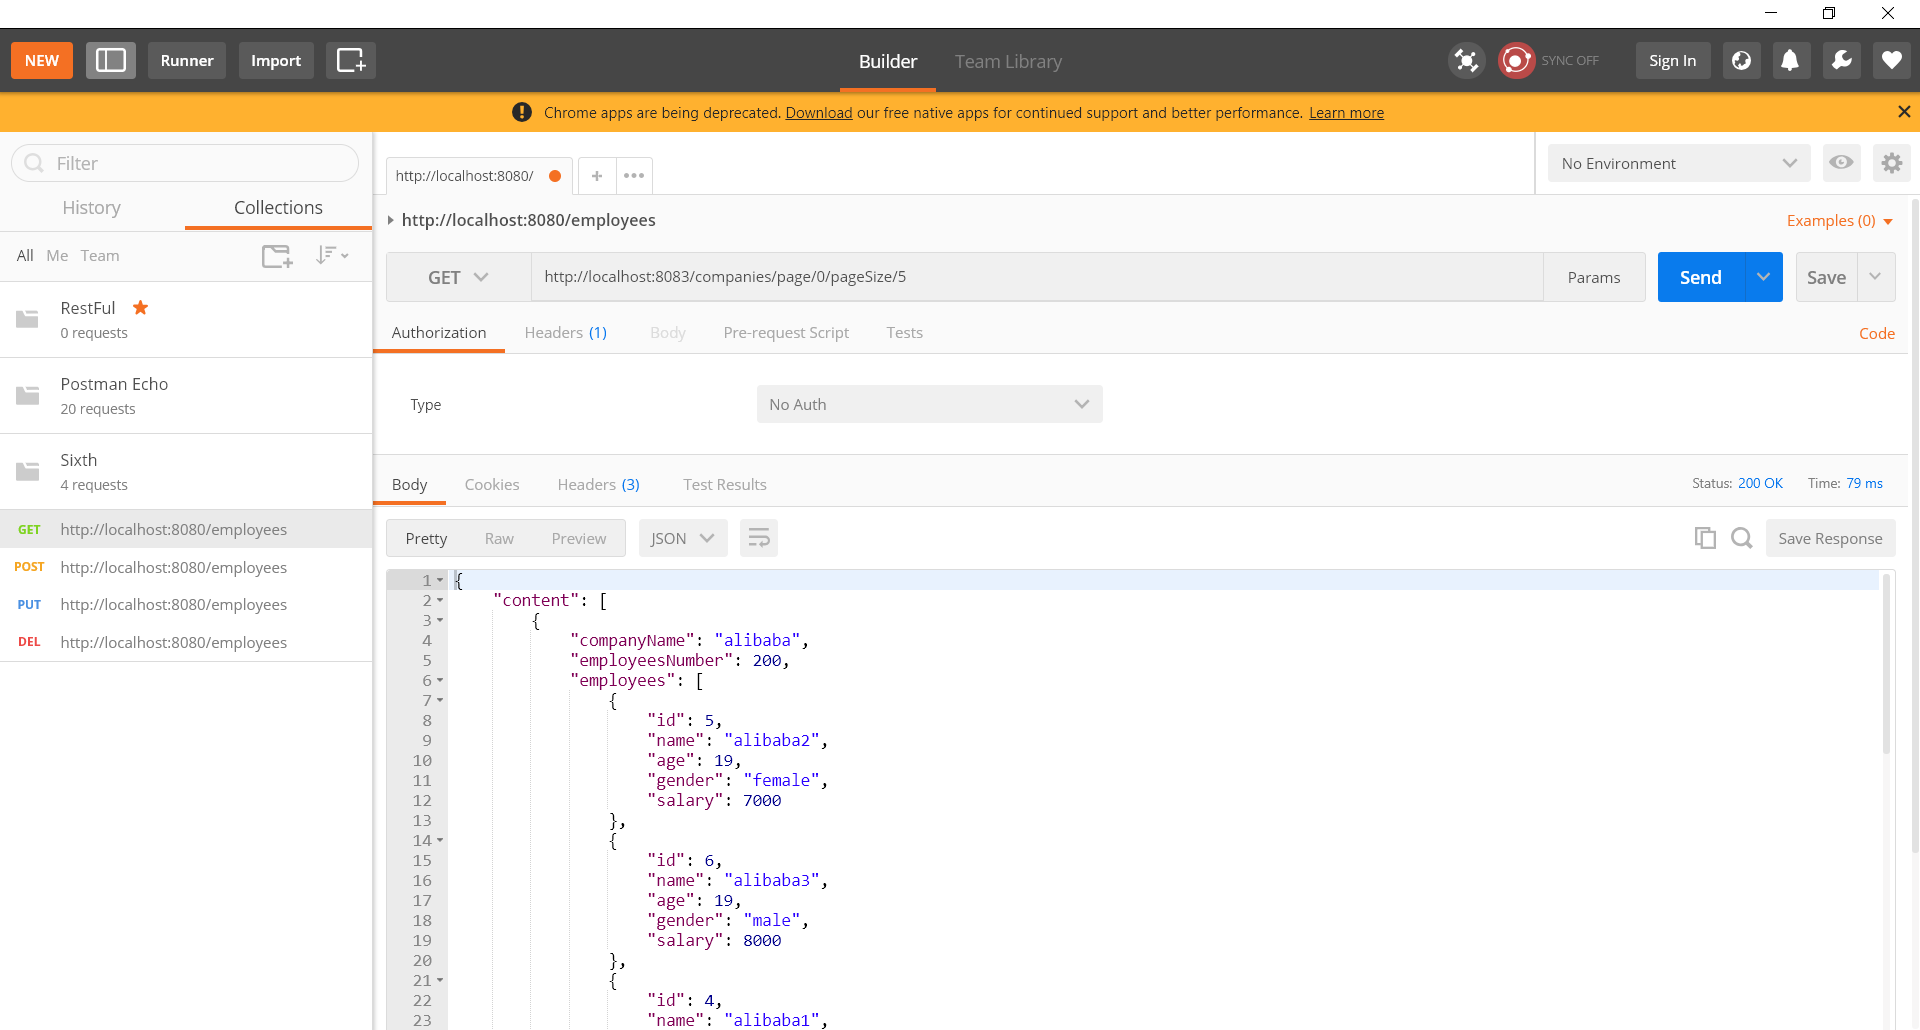 NEW
Runner
Import
Builder
Team Library
SYNC OFF
Sign In
Chrome apps are being deprecated. Download our free native apps for continued support and better performance. Learn more
Filter
History
Collections
All
Me
Team
RestFul
0 requests
Postman Echo
20 requests
Sixth
4 requests
GET http://localhost:8080/employees
POST http://localhost:8080/employees
PUT http://localhost:8080/employees
DEL http://localhost:8080/employees
http://localhost:8080/
No Environment
http://localhost:8080/employees
Examples (0)
GET
http://localhost:8083/companies/page/0/pageSize/5
Params
Send
Save
Authorization
Headers (1)
Body
Pre-request Script
Tests
Code
Type
No Auth
Body
Cookies
Headers (3)
Test Results
Status: 200 OK
Time: 79 ms
Pretty
Raw
Preview
JSON
Save Response
1 {
2 "content": [
3 {
4 "companyName": "alibaba",
5 "employeesNumber": 200,
6 "employees": [
7 {
8 "id": 5,
9 "name": "alibaba2",
10 "age": 19,
11 "gender": "female",
12 "salary": 7000
13 },
14 {
15 "id": 6,
16 "name": "alibaba3",
17 "age": 19,
18 "gender": "male",
19 "salary": 8000
20 },
21 {
22 "id": 4,
23 "name": "alibaba1",